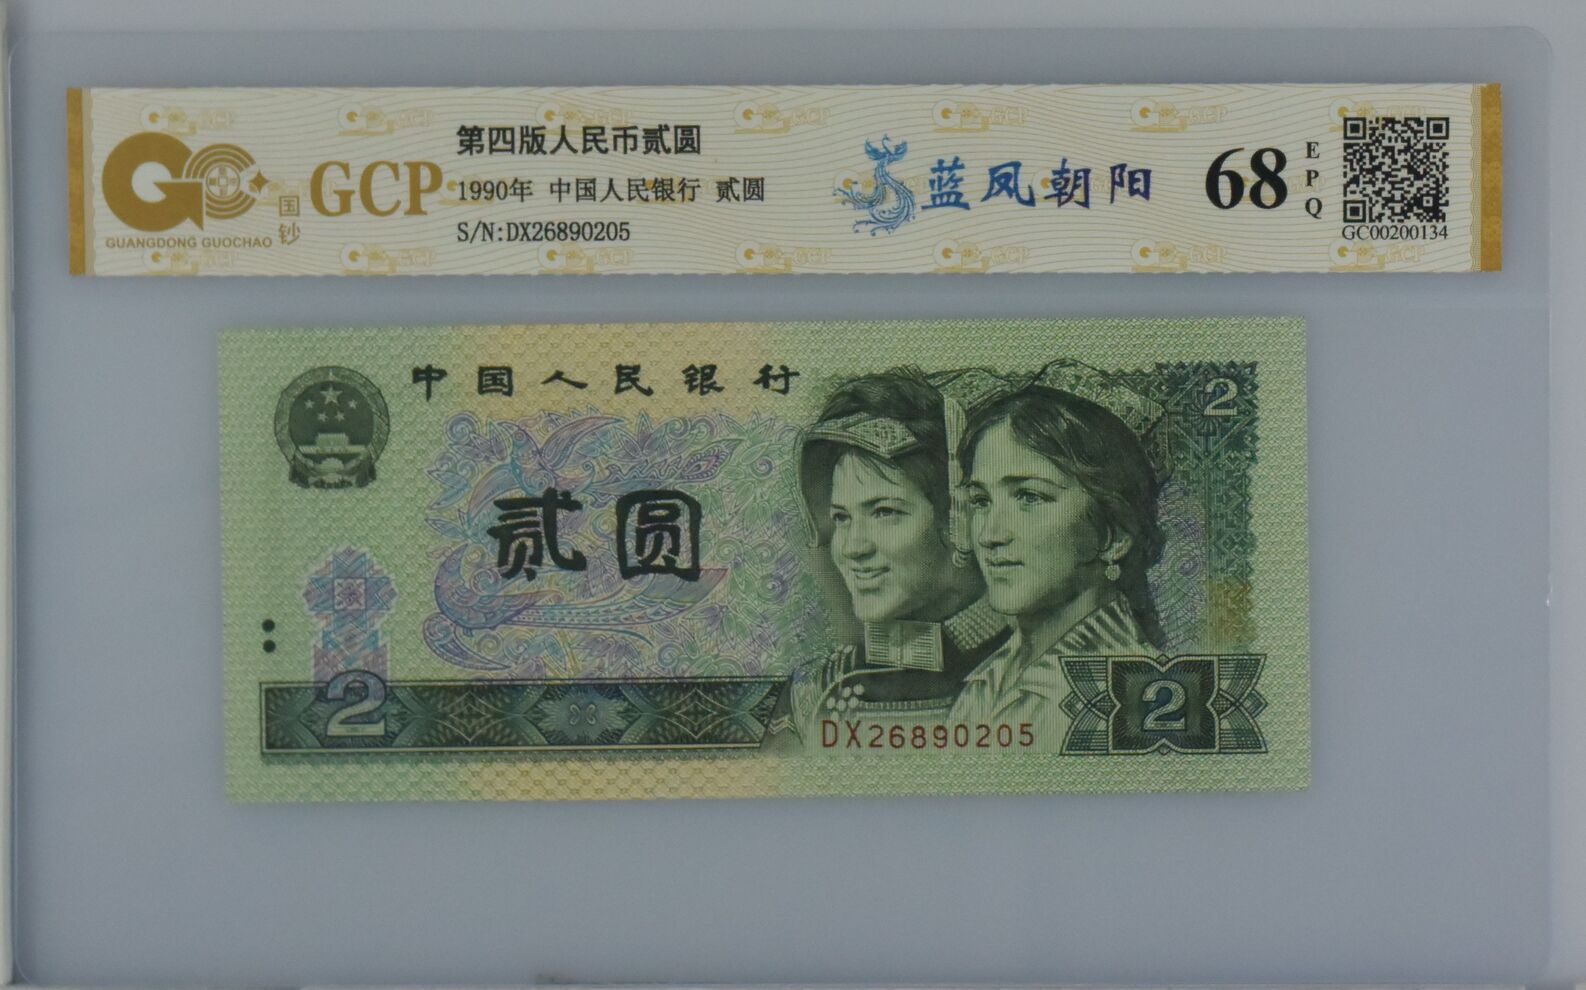 第四版人民币贰圆
GCP
国钞
GUANGDONG GUOCHAO
1990年 中国人民银行 贰圆
S/N:DX26890205
蓝凤朝阳
68
EPQ
GC00200134
中国人民银行
2
贰圆
2
DX26890205
2